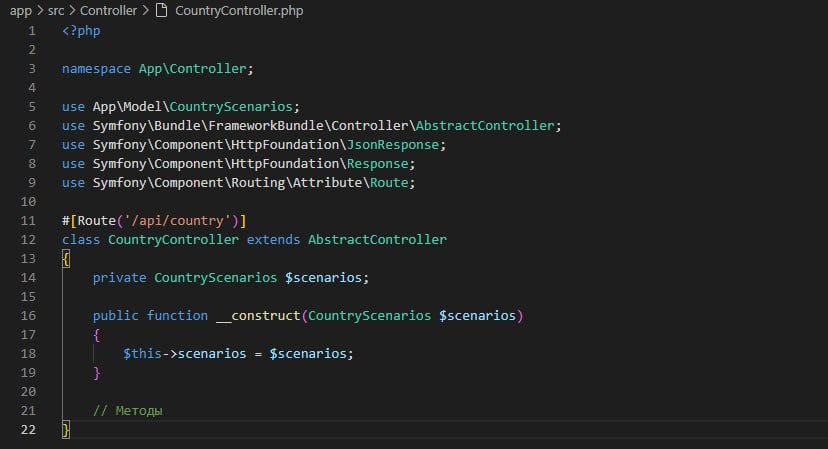 app > src > Controller > CountryController.php
1 <?php
2
3 namespace App\Controller;
4
5 use App\Model\CountryScenarios;
6 use Symfony\Bundle\FrameworkBundle\Controller\AbstractController;
7 use Symfony\Component\HttpFoundation\JsonResponse;
8 use Symfony\Component\HttpFoundation\Response;
9 use Symfony\Component\Routing\Attribute\Route;
10
11 #[Route('/api/country')]
12 class CountryController extends AbstractController
13 {
14     private CountryScenarios $scenarios;
15
16     public function __construct(CountryScenarios $scenarios)
17     {
18         $this->scenarios = $scenarios;
19     }
20
21     // Методы
22 }